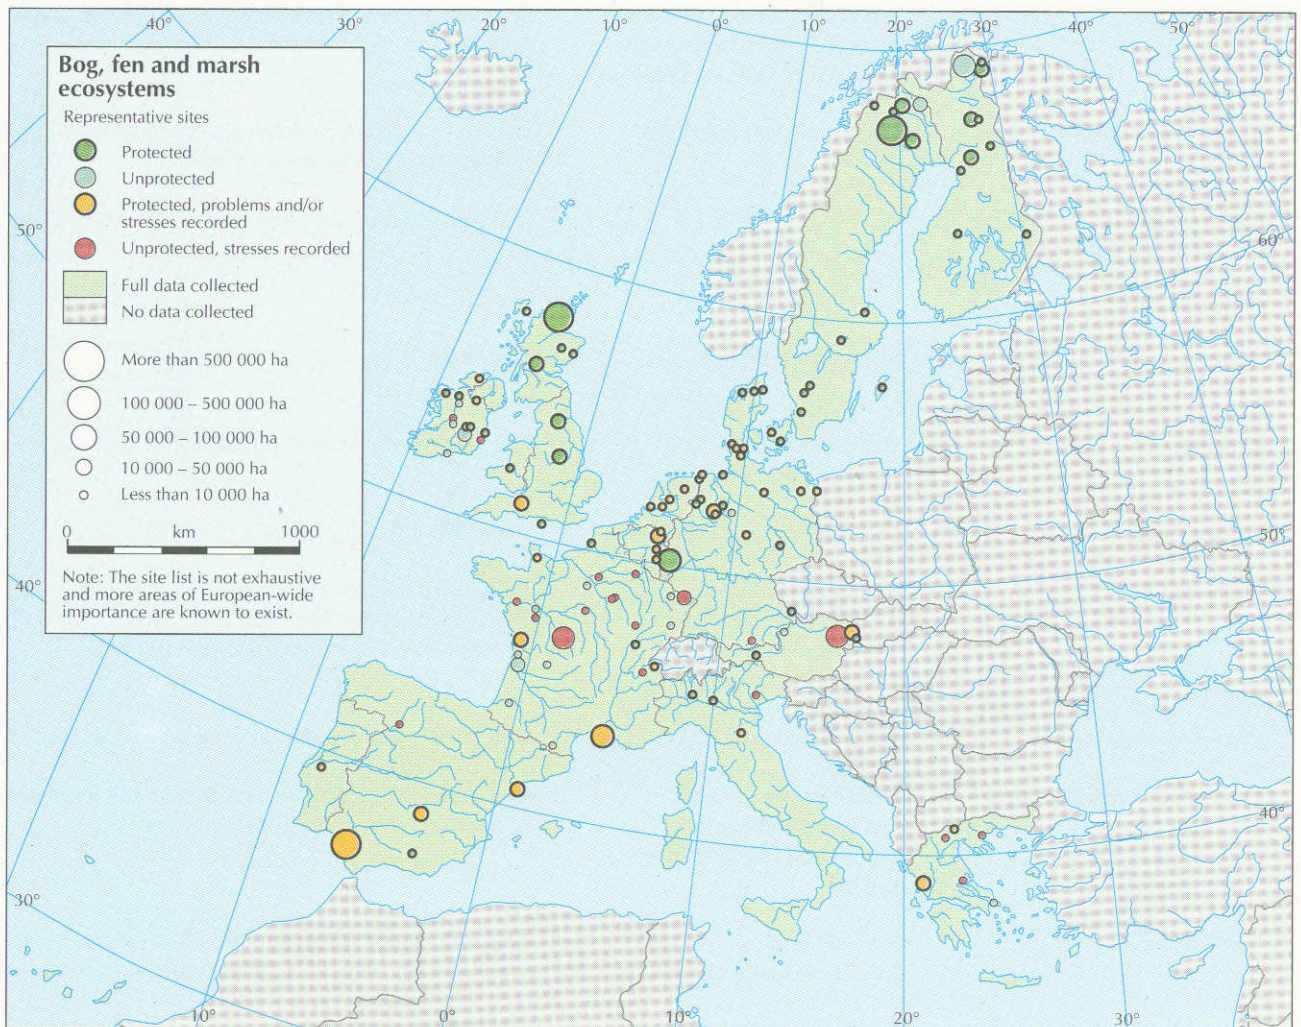 40°
30°
20°
10°
0°
10°
20°
30°
40°
50°
Bog, fen and marsh
ecosystems
Representative sites
Protected
Unprotected
Protected, problems and/or
stresses recorded
Unprotected, stresses recorded
Full data collected
No data collected
More than 500 000 ha
100 000 – 500 000 ha
50 000 – 100 000 ha
10 000 – 50 000 ha
Less than 10 000 ha
0 km 1000
Note: The site list is not exhaustive
and more areas of European-wide
importance are known to exist.
50°
60°
40°
50°
30°
40°
10°
0°
10°
20°
30°